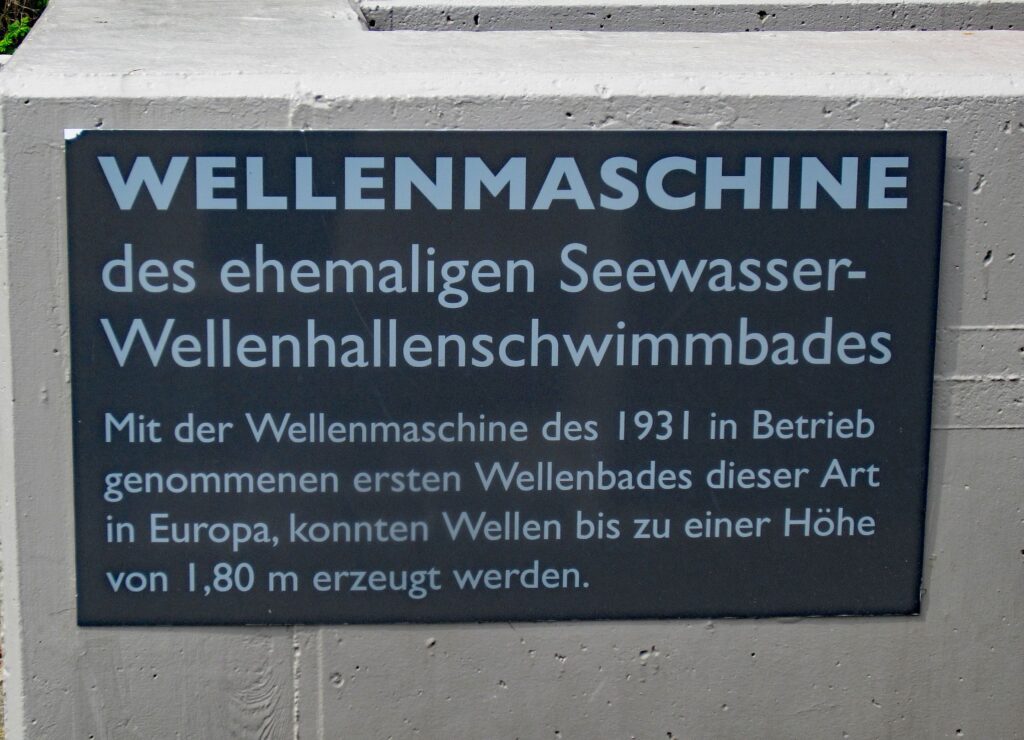 WELLENMASCHINE
des ehemaligen Seewasser-
Wellenhallenschwimmbades
Mit der Wellenmaschine des 1931 in Betrieb
genommenen ersten Wellenbades dieser Art
in Europa, konnten Wellen bis zu einer Höhe
von 1,80 m erzeugt werden.